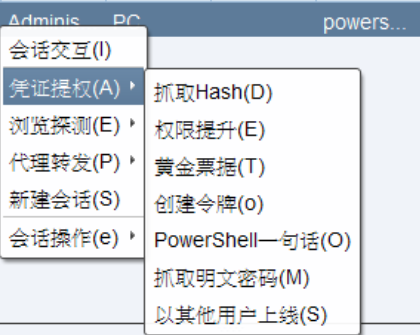 Adminis... PC powers...
会话交互(I)
凭证提权(A)
浏览探测(E)
代理转发(P)
新建会话(S)
会话操作(e)
抓取Hash(D)
权限提升(E)
黄金票据(T)
创建令牌(o)
PowerShell一句话(O)
抓取明文密码(M)
以其他用户上线(S)